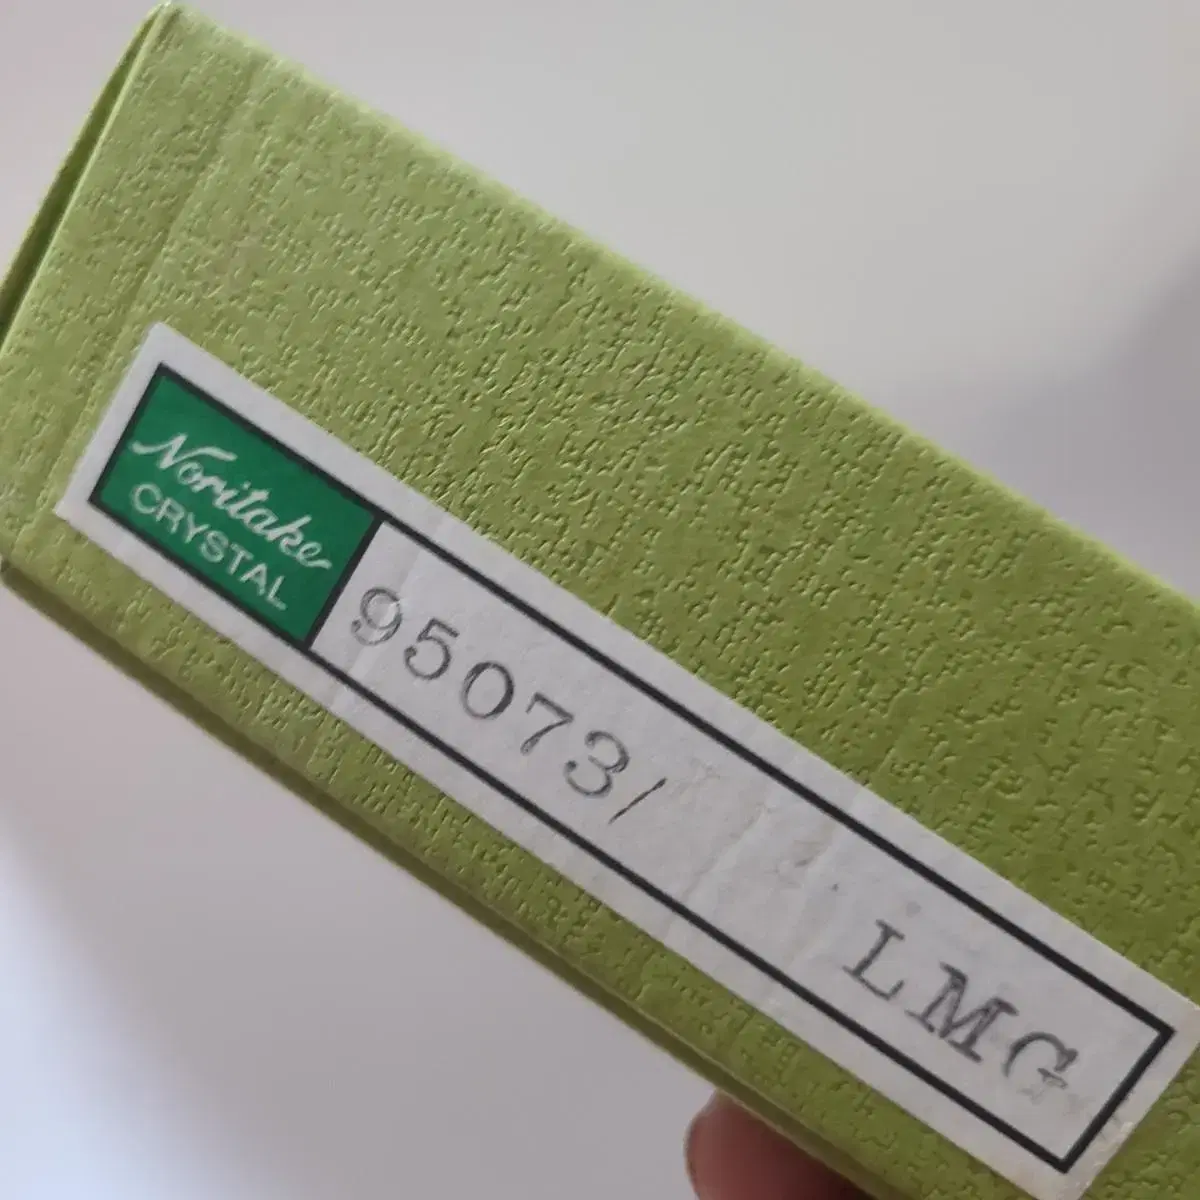 Noritake
CRYSTAL
95073/ LMG